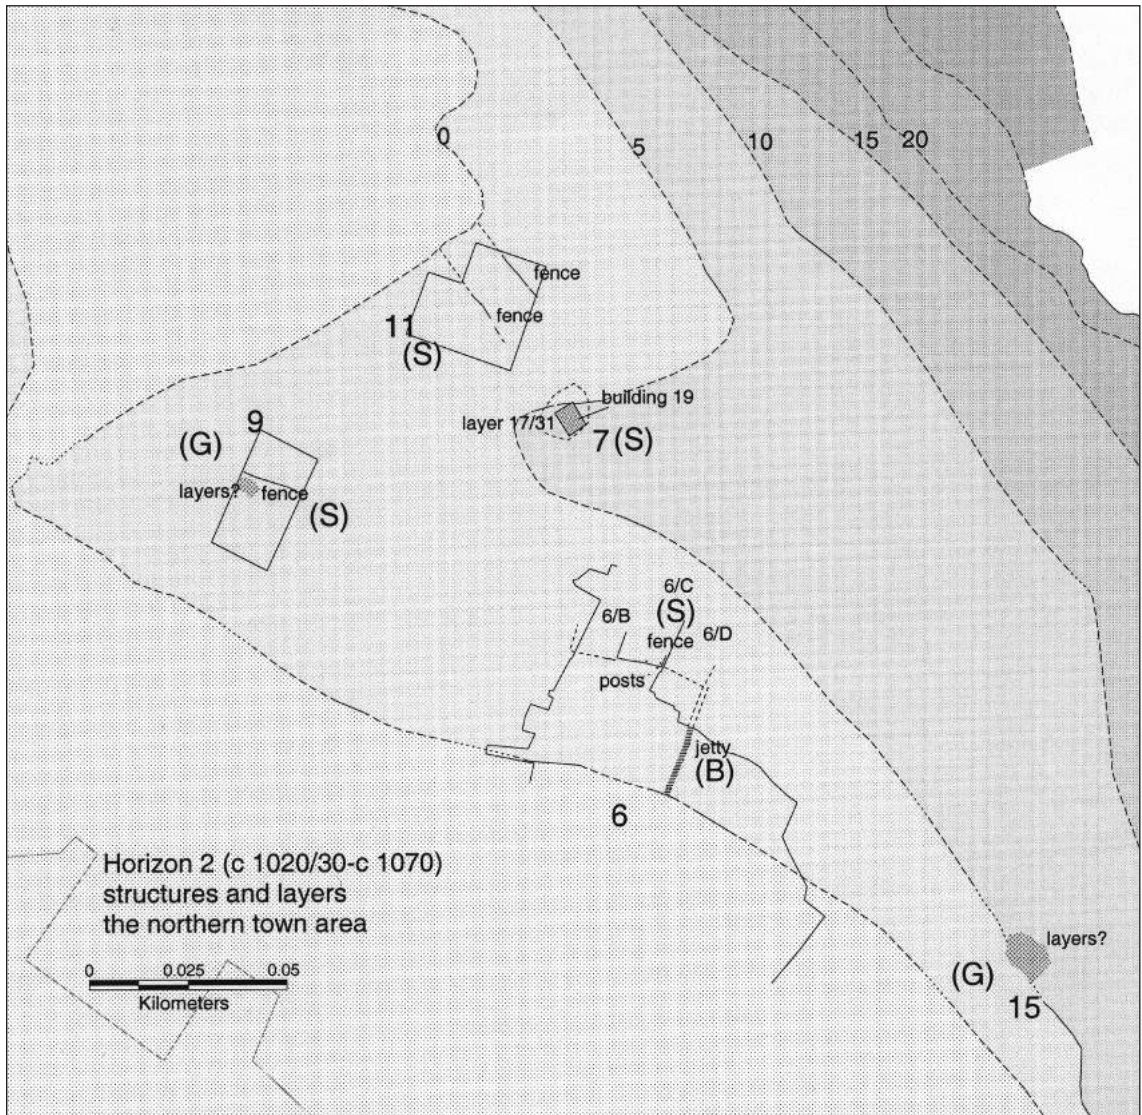 0
5
10
15
20
fence
fence
11
(S)
building 19
layer 17/31
7 (S)
9
(G)
layers?
fence
(S)
6/C
(S)
6/B
fence
6/D
posts
jetty
(B)
6
Horizon 2 (c 1020/30-c 1070)
structures and layers
the northern town area
0 0.025 0.05
Kilometers
layers?
(G)
15